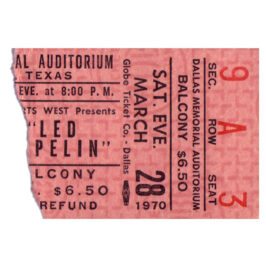 AL AUDITORIUM
TEXAS
EVE. at 8:00 P.M.
TS WEST Presents
"LED
PELIN"
LCONY
. $6.50
REFUND
Globe Ticket Co. - Dallas
SAT. EVE.
MARCH
28
1970
DALLAS MEMORIAL AUDITORIUM
BALCONY
$6.50
SEC.
9
ROW
A
SEAT
3